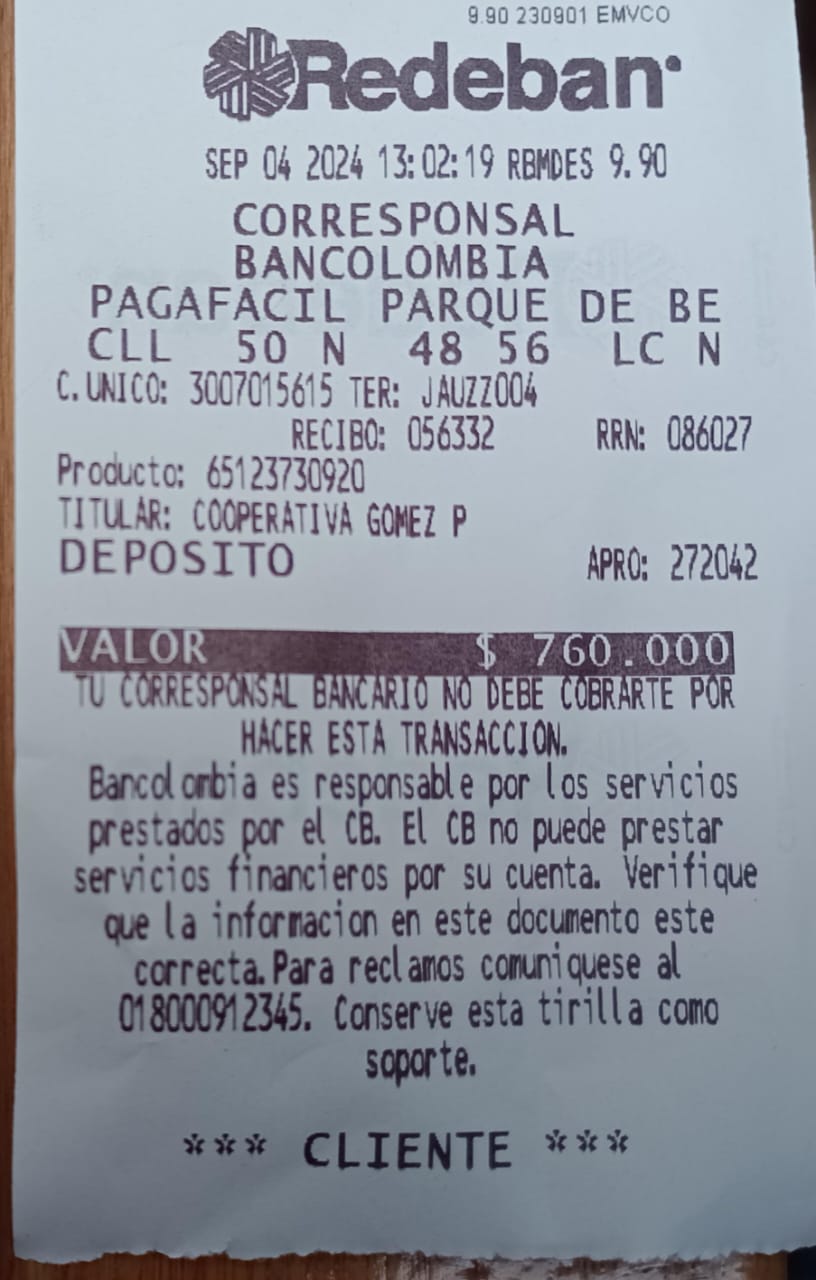 9.90 230901 EMVCO
Redeban
SEP 04 2024 13:02:19 RBMDES 9.90
CORRESPONSAL
BANCOLOMBIA
PAGAFACIL PARQUE DE BE
CLL 50 N 48 56 LC N
C.UNICO: 3007015615 TER: JAUZZ004
RECIBO: 056332 RRN: 086027
Producto: 65123730920
TITULAR: COOPERATIVA GOMEZ P
DEPOSITO APRO: 272042
VALOR $ 760.000
TU CORRESPONSAL BANCARIO NO DEBE COBRARTE POR
HACER ESTA TRANSACCION.
Bancolombia es responsable por los servicios
prestados por el CB. El CB no puede prestar
servicios financieros por su cuenta. Verifique
que la informacion en este documento este
correcta.Para reclamos comuniquese al
018000912345. Conserve esta tirilla como
soporte.
*** CLIENTE ***